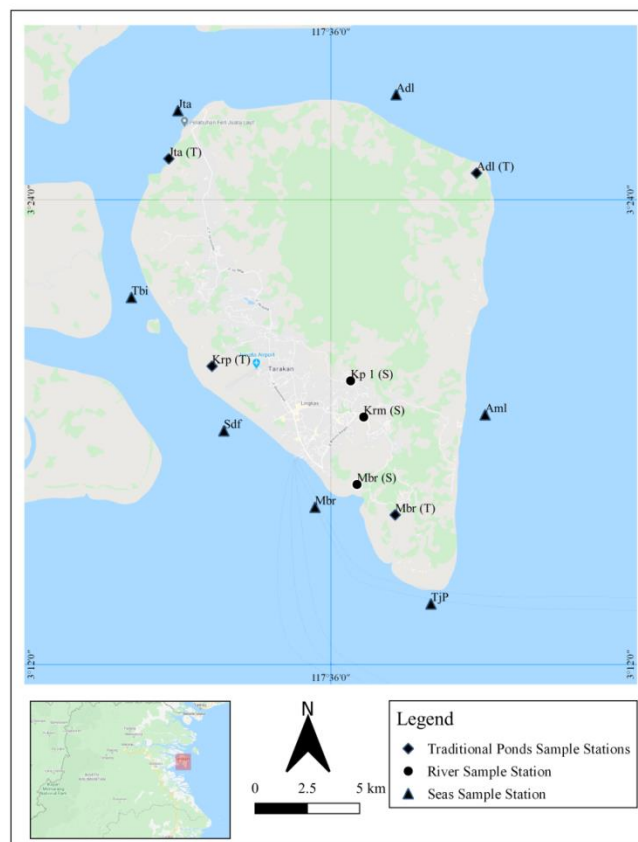 117°36'0"
Adl
Jta
Jta (T)
Adl (T)
3°24'0"
3°24'0"
Tbi
Krp (T)
Tarakan
Kp 1 (S)
Krm (S)
Aml
Sdf
Mbr (S)
Mbr
Mbr (T)
TjP
3°12'0"
3°12'0"
117°36'0"
N
0 2.5 5 km
Legend
Traditional Ponds Sample Stations
River Sample Station
Seas Sample Station